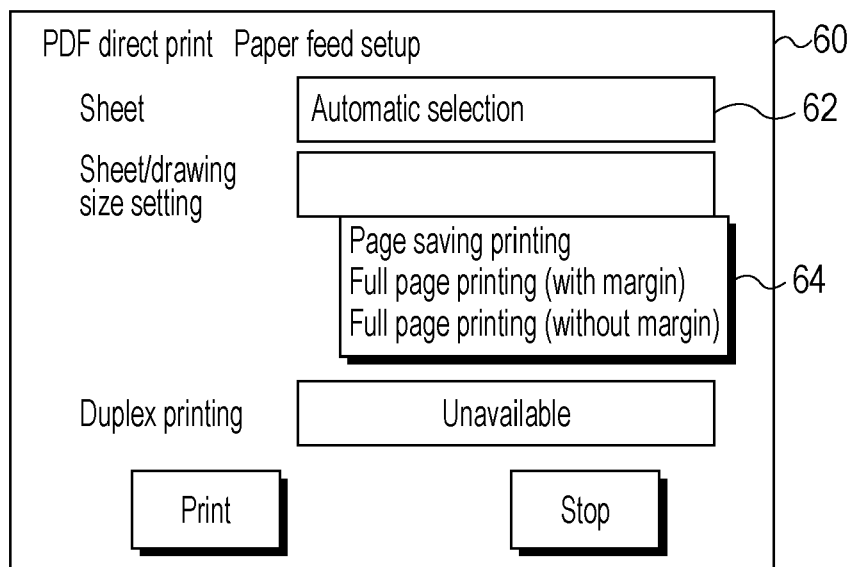 PDF direct print Paper feed setup
60
Sheet
Automatic selection
62
Sheet/drawing
size setting
Page saving printing
Full page printing (with margin)
Full page printing (without margin)
64
Duplex printing
Unavailable
Print
Stop